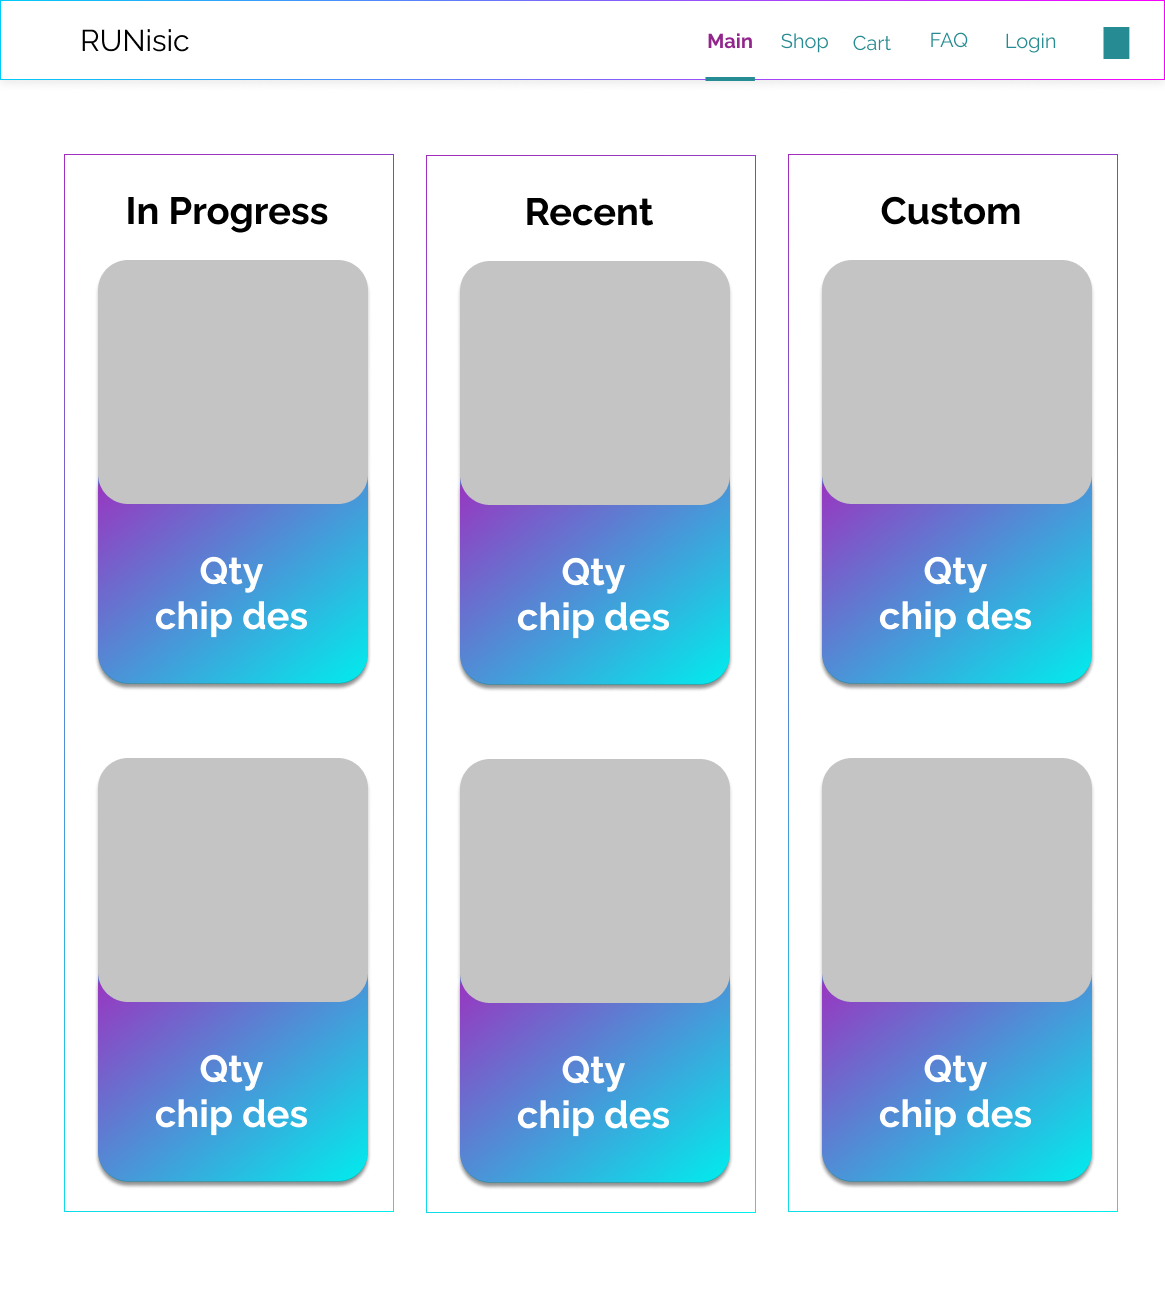 RUNisic
Main Shop Cart FAQ Login
In Progress
Recent
Custom
Qty
chip des
Qty
chip des
Qty
chip des
Qty
chip des
Qty
chip des
Qty
chip des